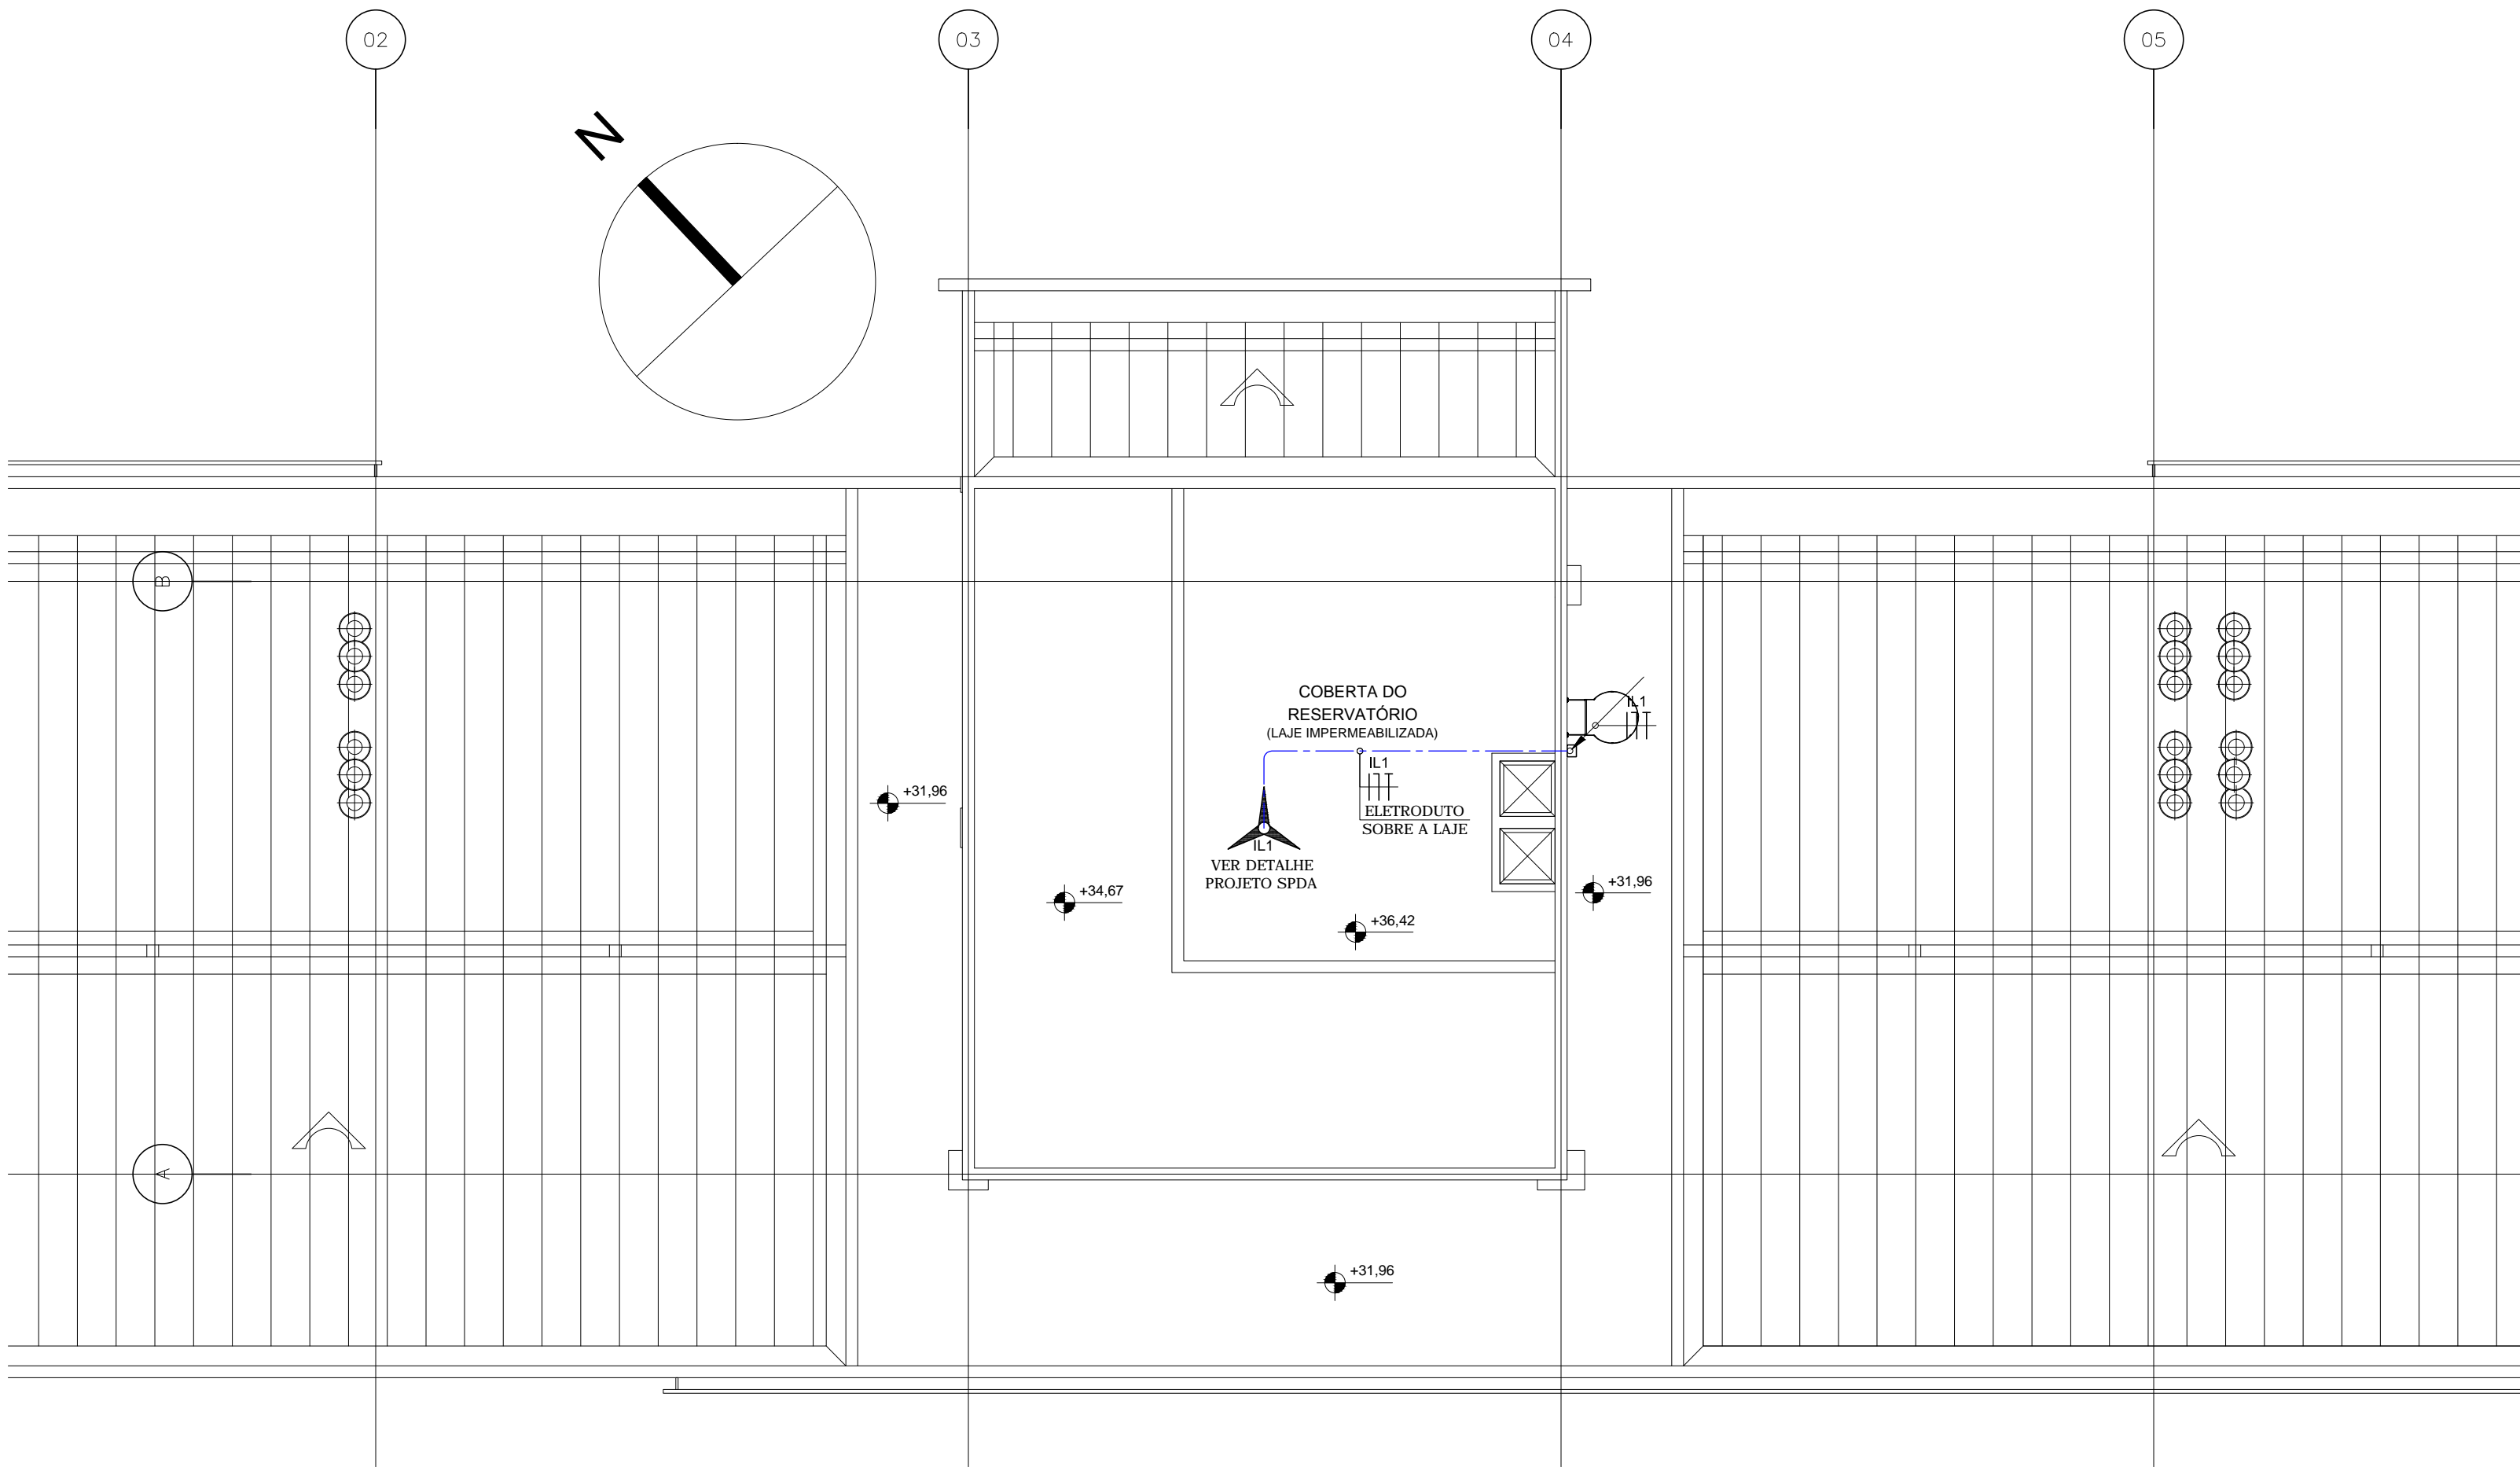 02
03
04
05
N
B
COBERTA DO
RESERVATÓRIO
(LAJE IMPERMEABILIZADA)
IL1
IL1
ELETRODUTO
SOBRE A LAJE
+31,96
IL1
VER DETALHE
PROJETO SPDA
+34,67
+31,96
+36,42
A
+31,96